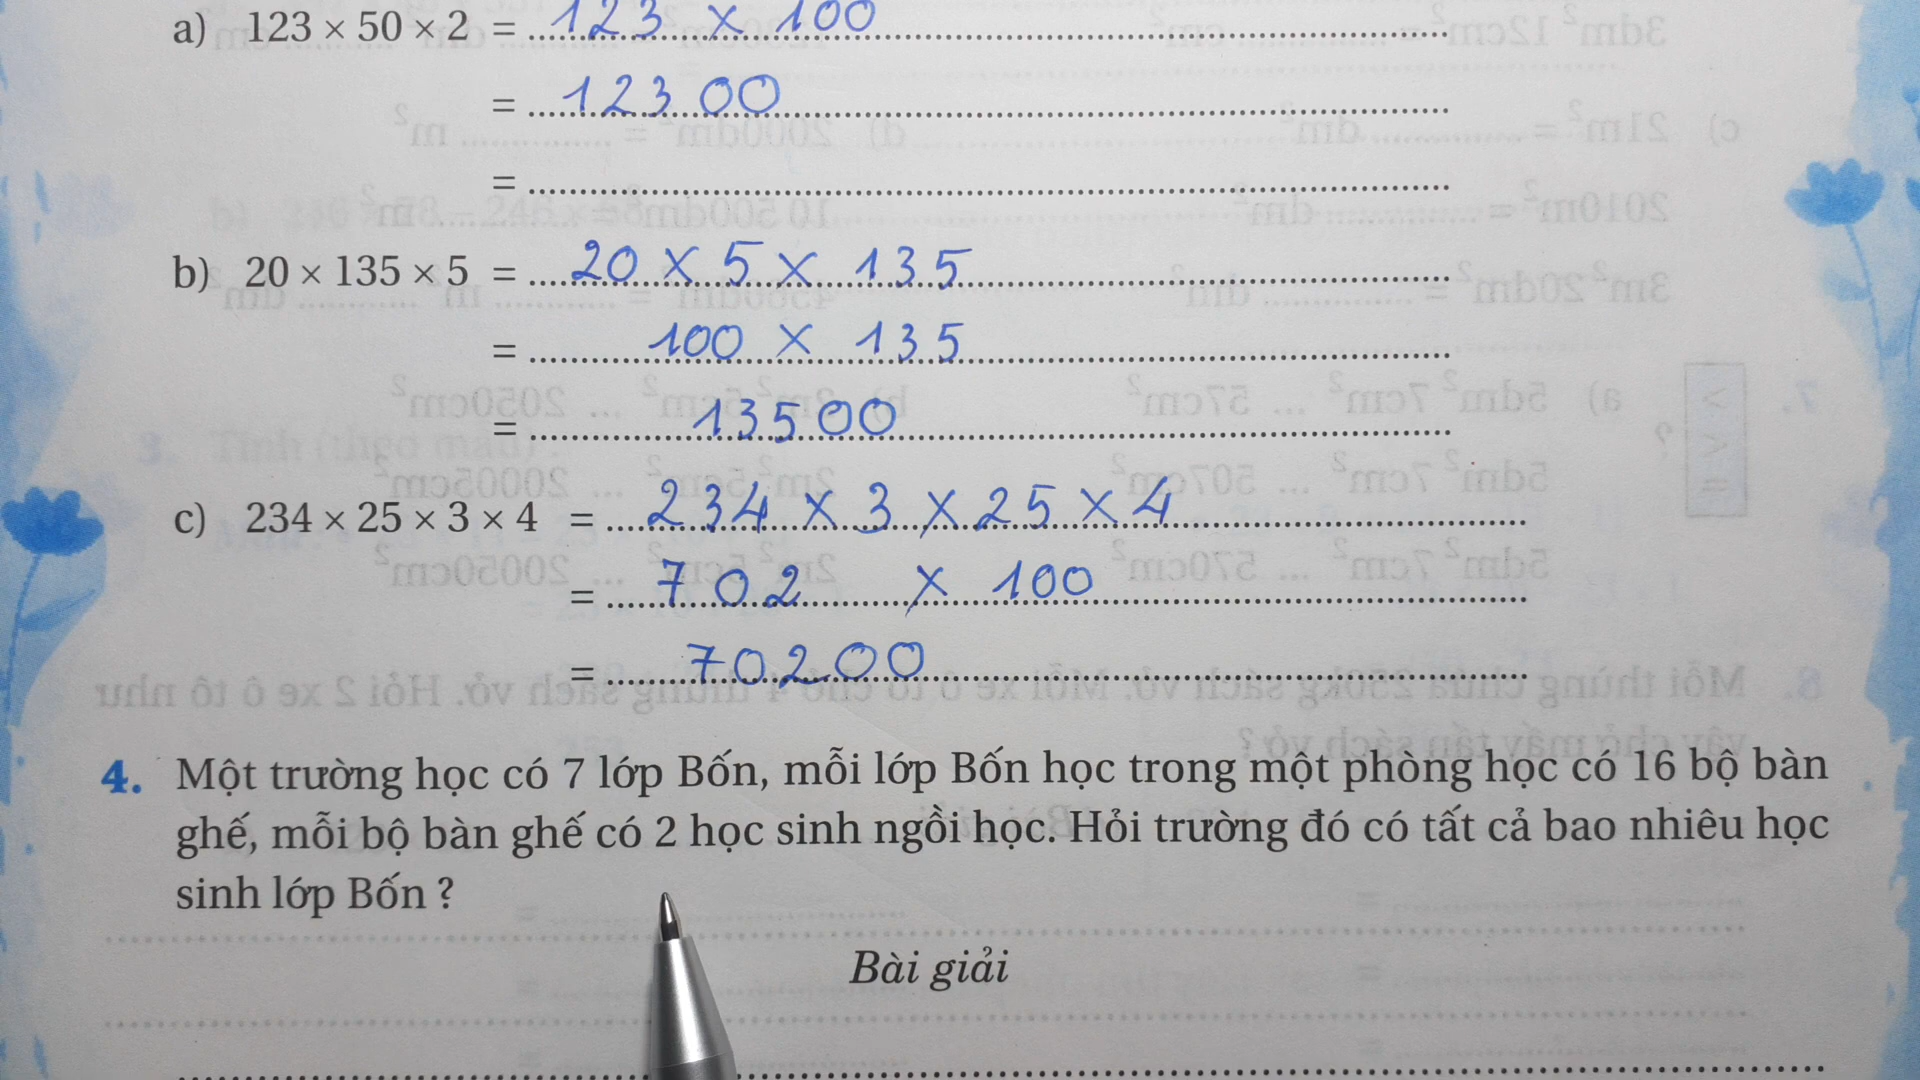 a) 123 × 50 × 2 = 123 × 100
= 12300
=
b) 20 × 135 × 5 = 20 × 5 × 135
= 100 × 135
= 13500
c) 234 × 25 × 3 × 4 = 234 × 3 × 25 × 4
= 702 × 100
= 70200
4. Một trường học có 7 lớp Bốn, mỗi lớp Bốn học trong một phòng học có 16 bộ bàn
ghế, mỗi bộ bàn ghế có 2 học sinh ngồi học. Hỏi trường đó có tất cả bao nhiêu học
sinh lớp Bốn ?
Bài giải